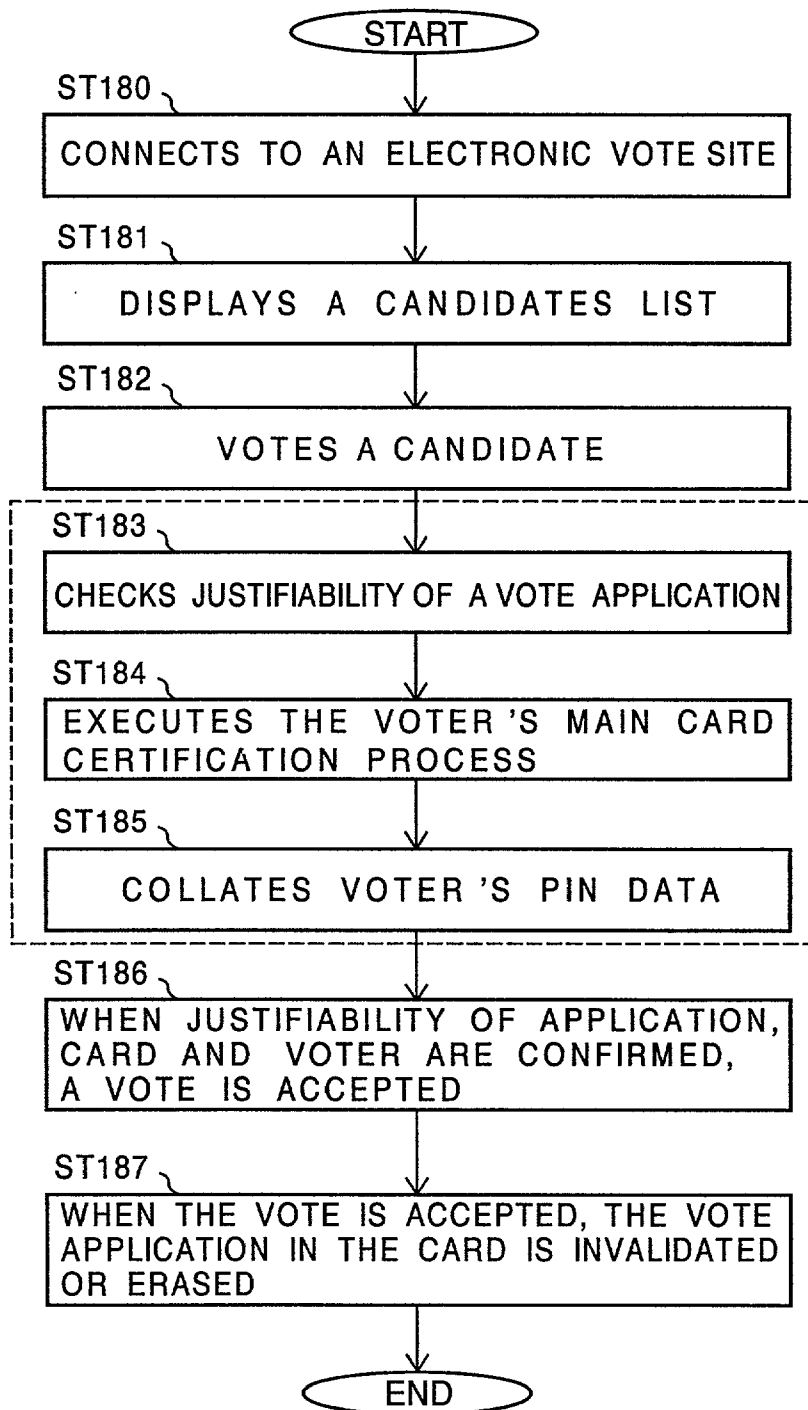 START
ST180
CONNECTS TO AN ELECTRONIC VOTE SITE
ST181
DISPLAYS A CANDIDATES LIST
ST182
VOTES A CANDIDATE
ST183
CHECKS JUSTIFIABILITY OF A VOTE APPLICATION
ST184
EXECUTES THE VOTER'S MAIN CARD
CERTIFICATION PROCESS
ST185
COLLATES VOTER'S PIN DATA
ST186
WHEN JUSTIFIABILITY OF APPLICATION,
CARD AND VOTER ARE CONFIRMED,
A VOTE IS ACCEPTED
ST187
WHEN THE VOTE IS ACCEPTED, THE VOTE
APPLICATION IN THE CARD IS INVALIDATED
OR ERASED
END